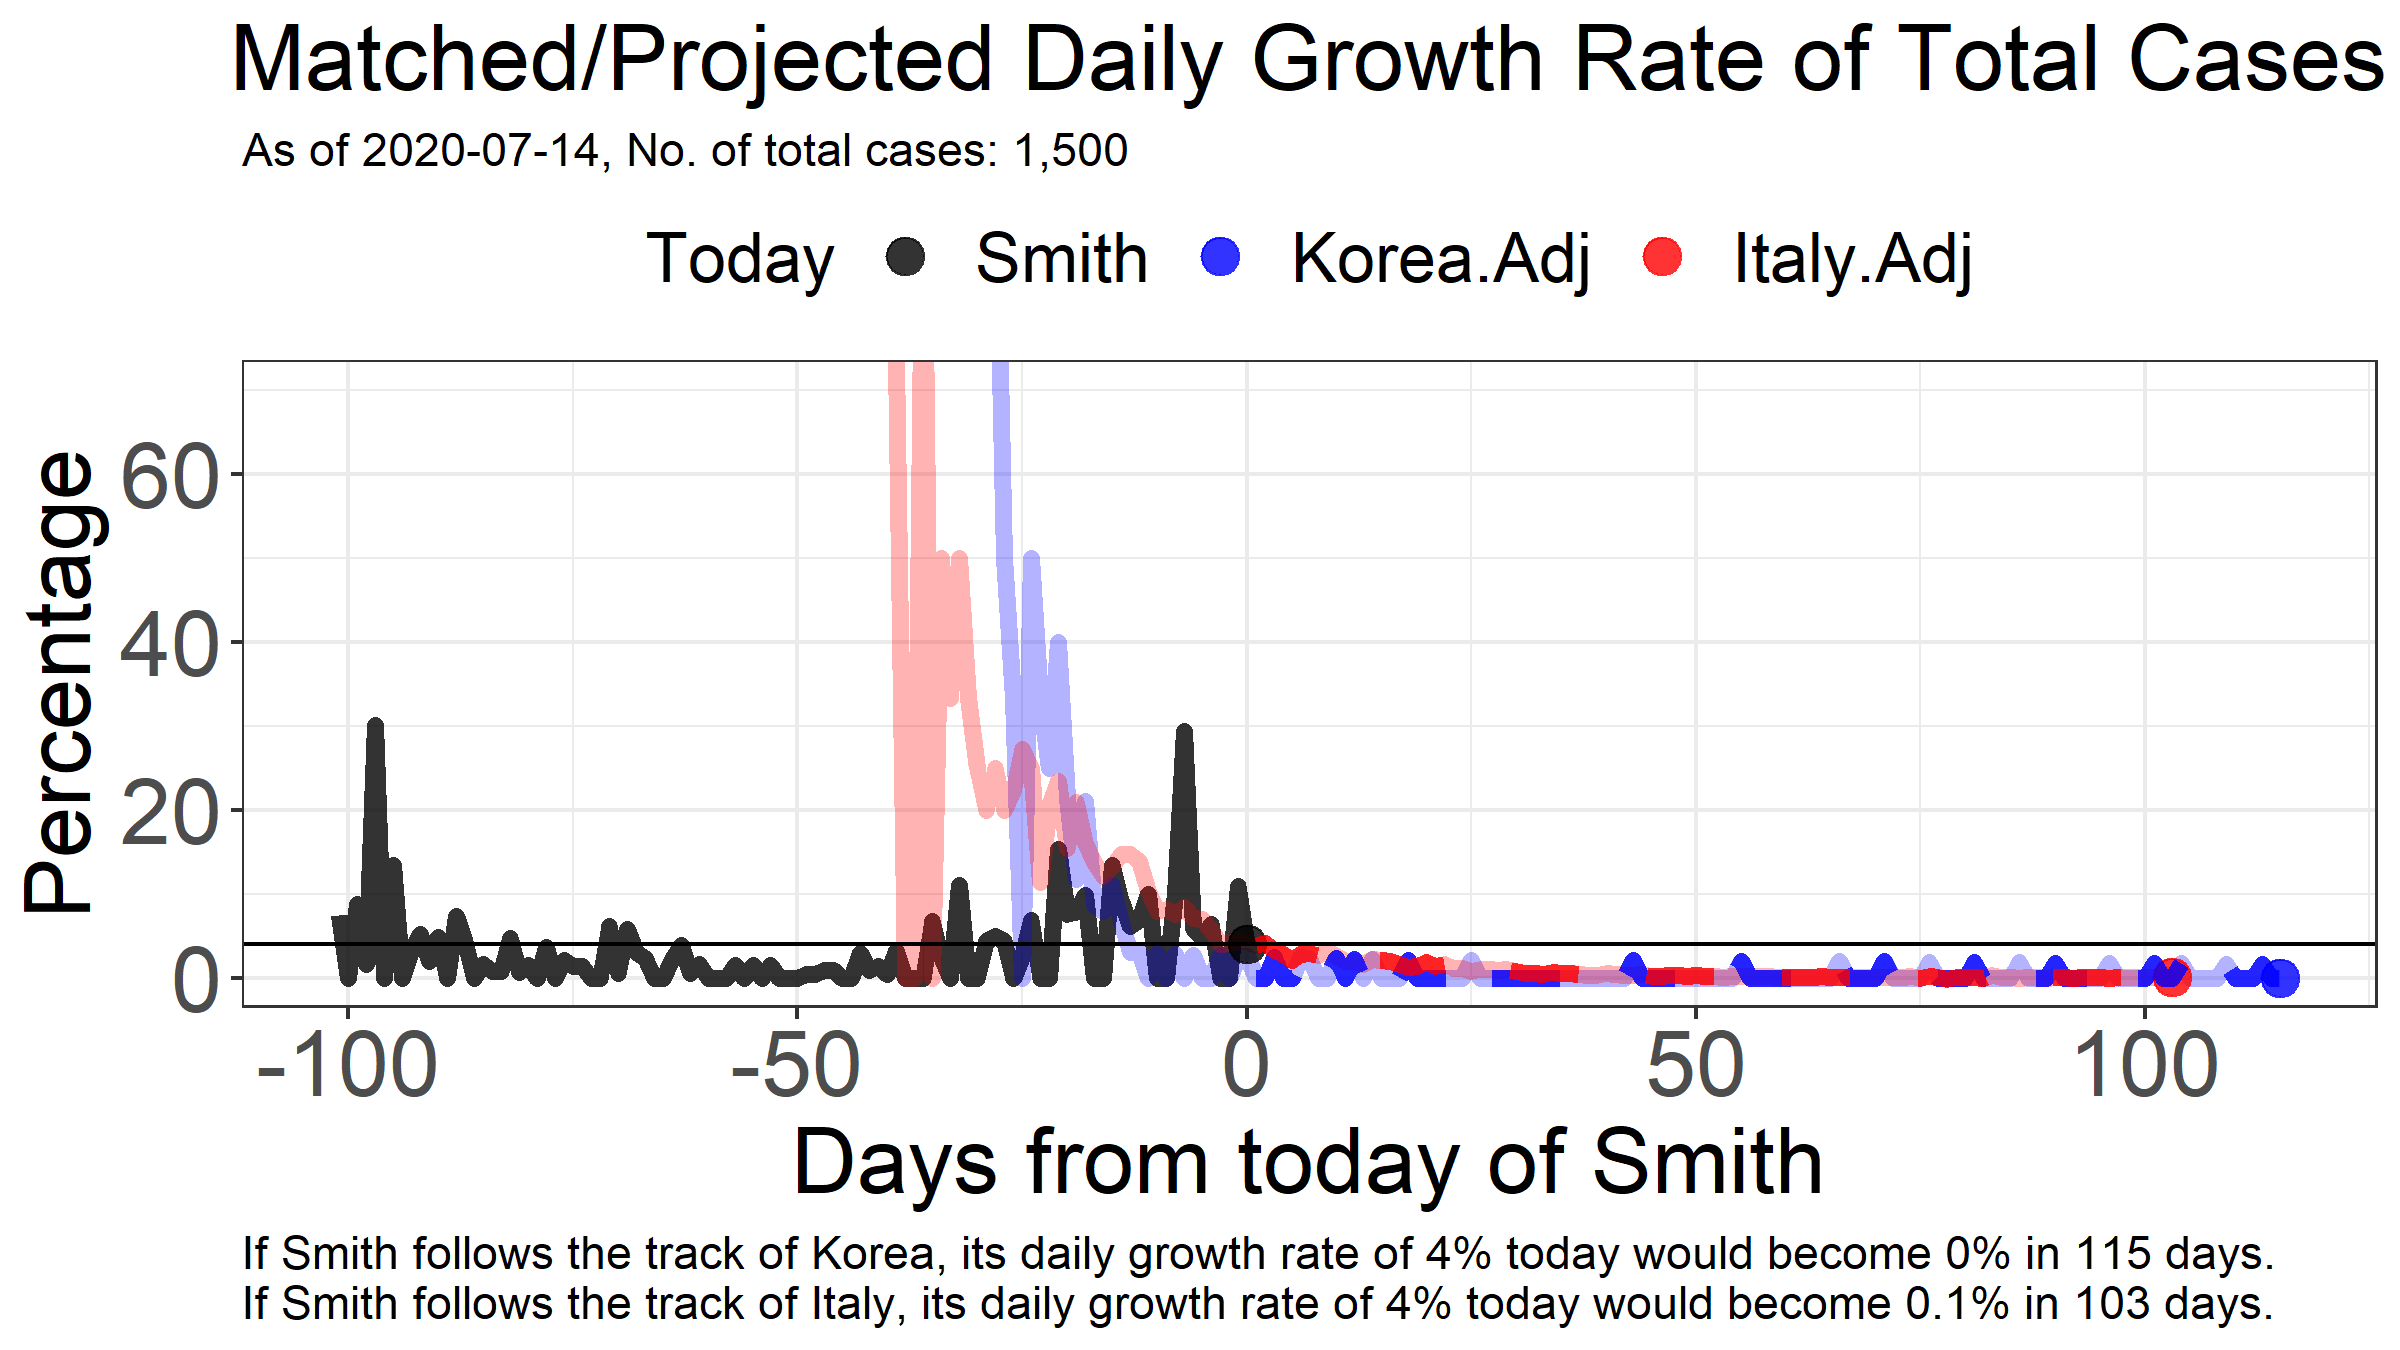 Matched/Projected Daily Growth Rate of Total Cases
As of 2020-07-14, No. of total cases: 1,500
Today Smith Korea.Adj Italy.Adj
Percentage
60
40
20
0
-100 -50 0 50 100
Days from today of Smith
If Smith follows the track of Korea, its daily growth rate of 4% today would become 0% in 115 days.
If Smith follows the track of Italy, its daily growth rate of 4% today would become 0.1% in 103 days.